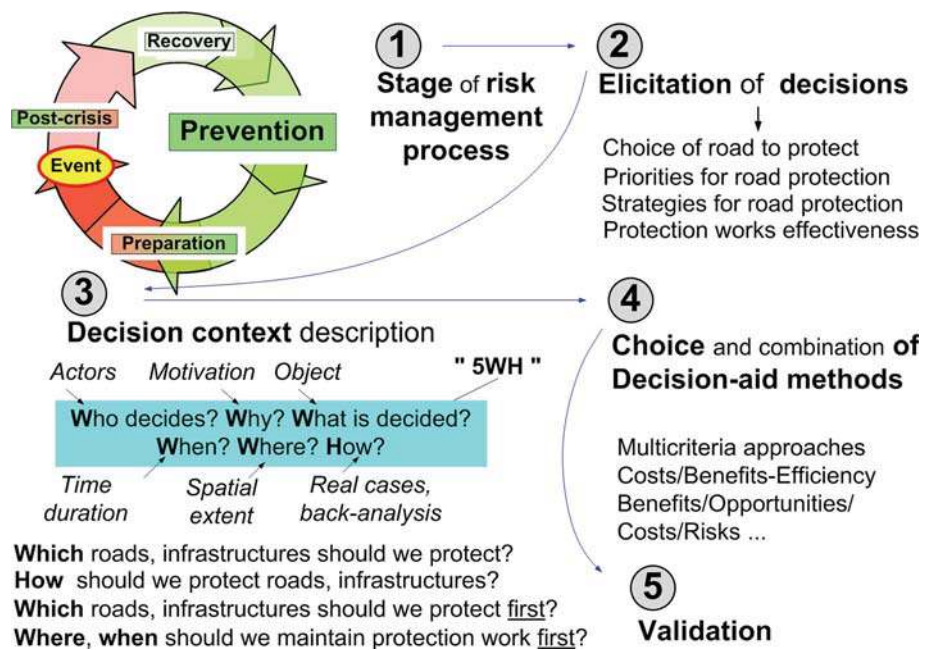 Recovery
Post-crisis
Prevention
Event
Preparation
1
Stage of risk
management
process
2
Elicitation of decisions
Choice of road to protect
Priorities for road protection
Strategies for road protection
Protection works effectiveness
3
Decision context description
Actors Motivation Object
" 5WH "
Who decides? Why? What is decided?
When? Where? How?
Time
duration
Spatial
extent
Real cases,
back-analysis
Which roads, infrastructures should we protect?
How should we protect roads, infrastructures?
Which roads, infrastructures should we protect first?
Where, when should we maintain protection work first?
4
Choice and combination of
Decision-aid methods
Multicriteria approaches
Costs/Benefits-Efficiency
Benefits/Opportunities/
Costs/Risks ...
5
Validation